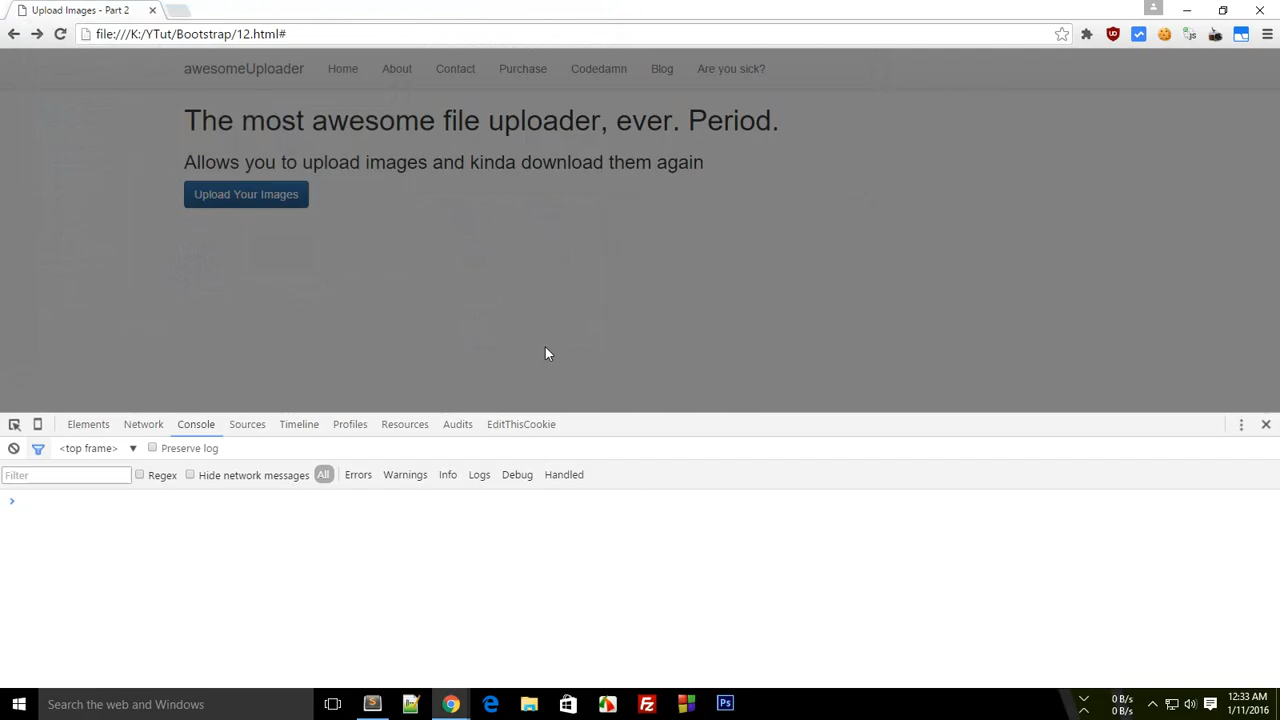 Upload Images - Part 2
file:///K:/YTut/Bootstrap/12.html#
awesomeUploader Home About Contact Purchase Codedamn Blog Are you sick?
The most awesome file uploader, ever. Period.
Allows you to upload images and kinda download them again
Upload Your Images
Elements Network Console Sources Timeline Profiles Resources Audits EditThisCookie
<top frame> Preserve log
Filter Regex Hide network messages All Errors Warnings Info Logs Debug Handled
Search the web and Windows
Ps
0 B/s
0 B/s
12:33 AM
1/11/2016